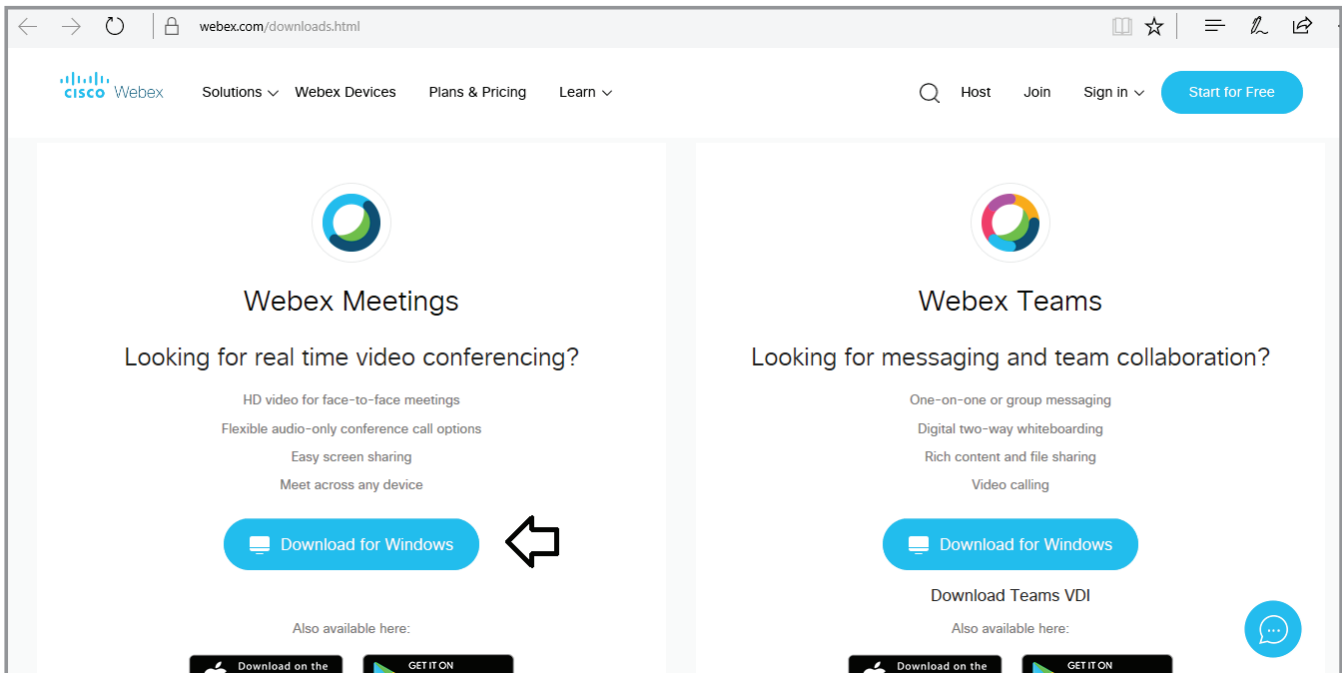 webex.com/downloads.html
CISCO Webex Solutions Webex Devices Plans & Pricing Learn Host Join Sign in Start for Free
Webex Meetings
Looking for real time video conferencing?
HD video for face-to-face meetings
Flexible audio-only conference call options
Easy screen sharing
Meet across any device
Download for Windows
Also available here:
Download on the
GET IT ON
Webex Teams
Looking for messaging and team collaboration?
One-on-one or group messaging
Digital two-way whiteboarding
Rich content and file sharing
Video calling
Download for Windows
Download Teams VDI
Also available here:
Download on the
GET IT ON